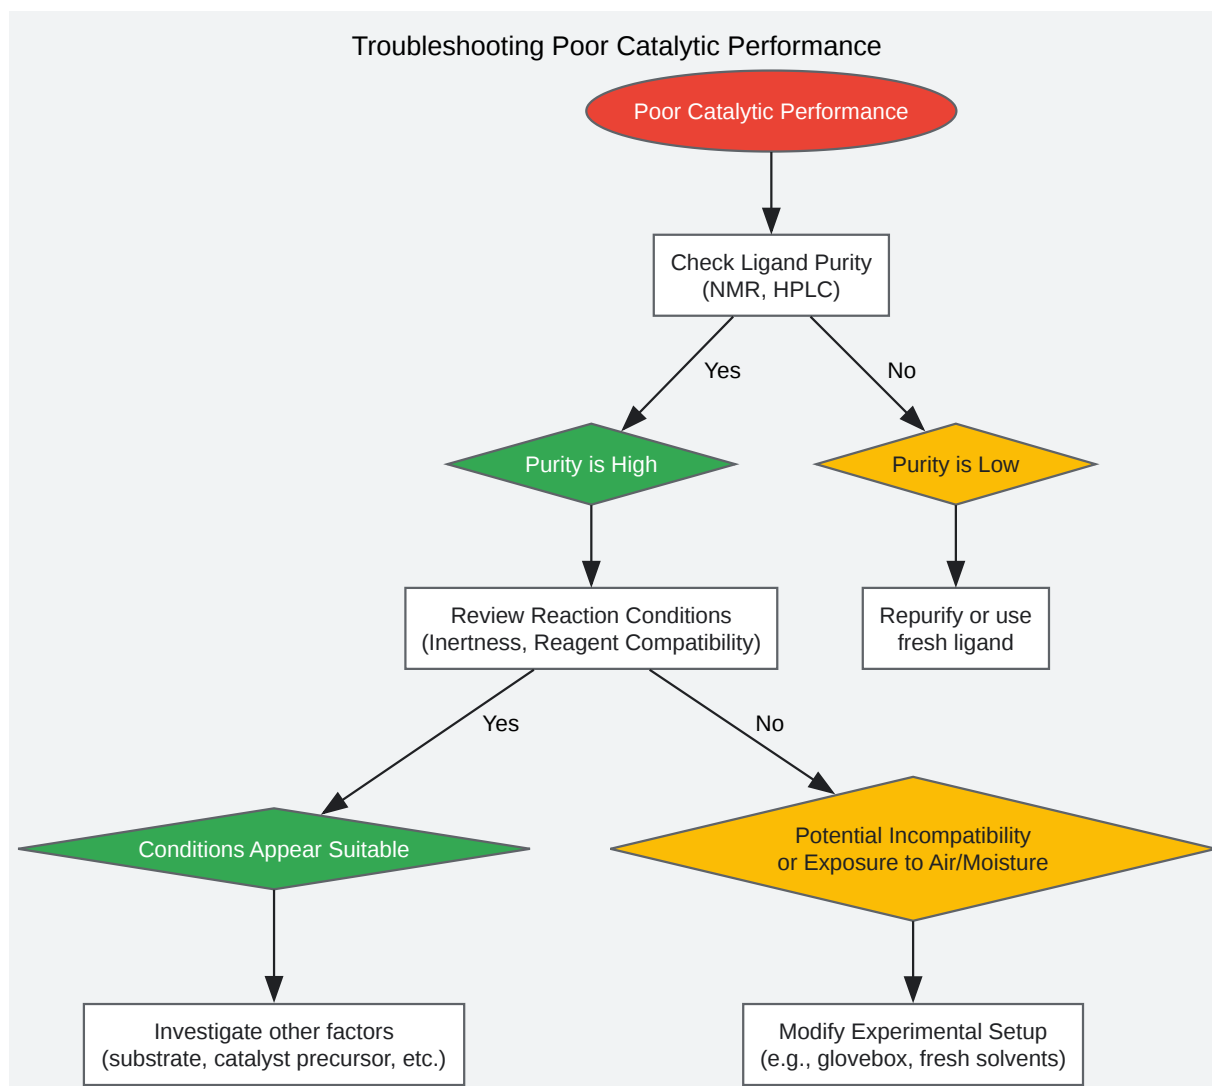 Troubleshooting Poor Catalytic Performance
Poor Catalytic Performance
Check Ligand Purity
(NMR, HPLC)
Yes
No
Purity is High
Purity is Low
Review Reaction Conditions
(Inertness, Reagent Compatibility)
Repurify or use
fresh ligand
Yes
No
Conditions Appear Suitable
Potential Incompatibility
or Exposure to Air/Moisture
Investigate other factors
(substrate, catalyst precursor, etc.)
Modify Experimental Setup
(e.g., glovebox, fresh solvents)